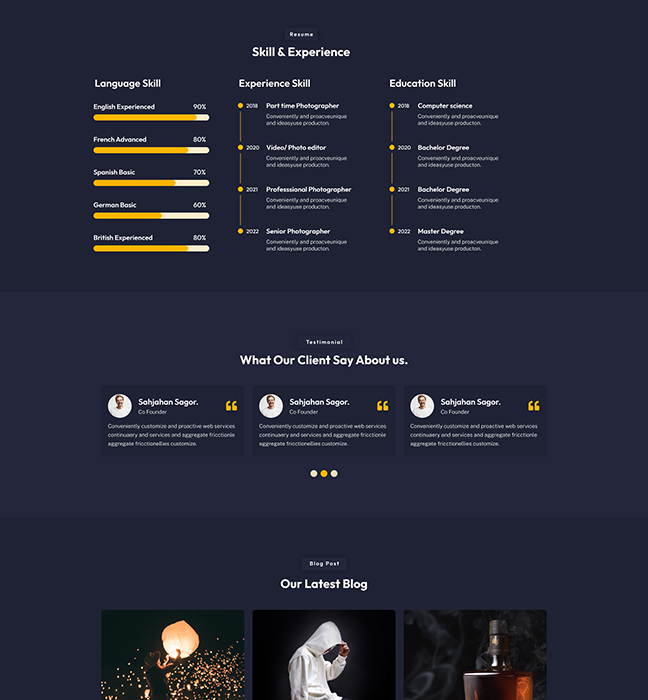 Resume
Skill & Experience
Language Skill
English Experienced 90%
French Advanced 80%
Spanish Basic 70%
German Basic 60%
British Experienced 80%
Experience Skill
2018 Part time Photographer
Conveniently and proacveunique
and ideasyuse producton.
2020 Video/ Photo editor
Conveniently and proacveunique
and ideasyuse producton.
2021 Professsional Photographer
Conveniently and proacveunique
and ideasyuse producton.
2022 Senior Photographer
Conveniently and proacveunique
and ideasyuse producton.
Education Skill
2018 Computer science
Conveniently and proacveunique
and ideasyuse producton.
2020 Bachelor Degree
Conveniently and proacveunique
and ideasyuse producton.
2021 Bachelor Degree
Conveniently and proacveunique
and ideasyuse producton.
2022 Master Degree
Conveniently and proacveunique
and ideasyuse producton.
Testimonial
What Our Client Say About us.
Sahjahan Sagor.
Co Founder
Conveniently customize and proactive web services
continuaery and services and aggregate fricctionle
aggregate fricctionellies customize.
Sahjahan Sagor.
Co Founder
Conveniently customize and proactive web services
continuaery and services and aggregate fricctionle
aggregate fricctionellies customize.
Sahjahan Sagor.
Co Founder
Conveniently customize and proactive web services
continuaery and services and aggregate fricctionle
aggregate fricctionellies customize.
Blog Post
Our Latest Blog